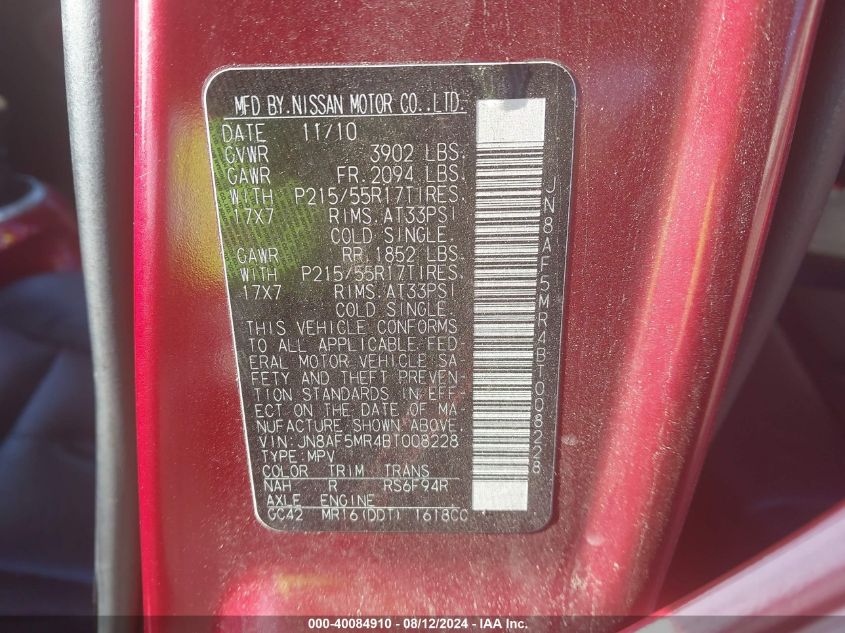 MFD BY.NISSAN MOTOR CO.,LTD.
DATE 11/10
GVWR 3902 LBS.
GAWR FR.2094 LBS.
WITH P215/55R17TIRES.
17X7 RIMS.AT33PSI
COLD SINGLE.
GAWR RR.1852 LBS.
WITH P215/55R17TIRES.
17X7 RIMS.AT33PSI
COLD SINGLE.
THIS VEHICLE CONFORMS
TO ALL APPLICABLE FED-
ERAL MOTOR VEHICLE SA-
FETY AND THEFT PREVEN-
TION STANDARDS IN EFF-
ECT ON THE DATE OF MA-
NUFACTURE SHOWN ABOVE.
VIN:JN8AF5MR4BT008228
TYPE:MPV
COLOR TRIM TRANS
NAH R RS6F94R
AXLE ENGINE
GC42 MR16(DDT) 1618CC
JN8AF5MR4BT008228
000-40084910 - 08/12/2024 - IAA Inc.